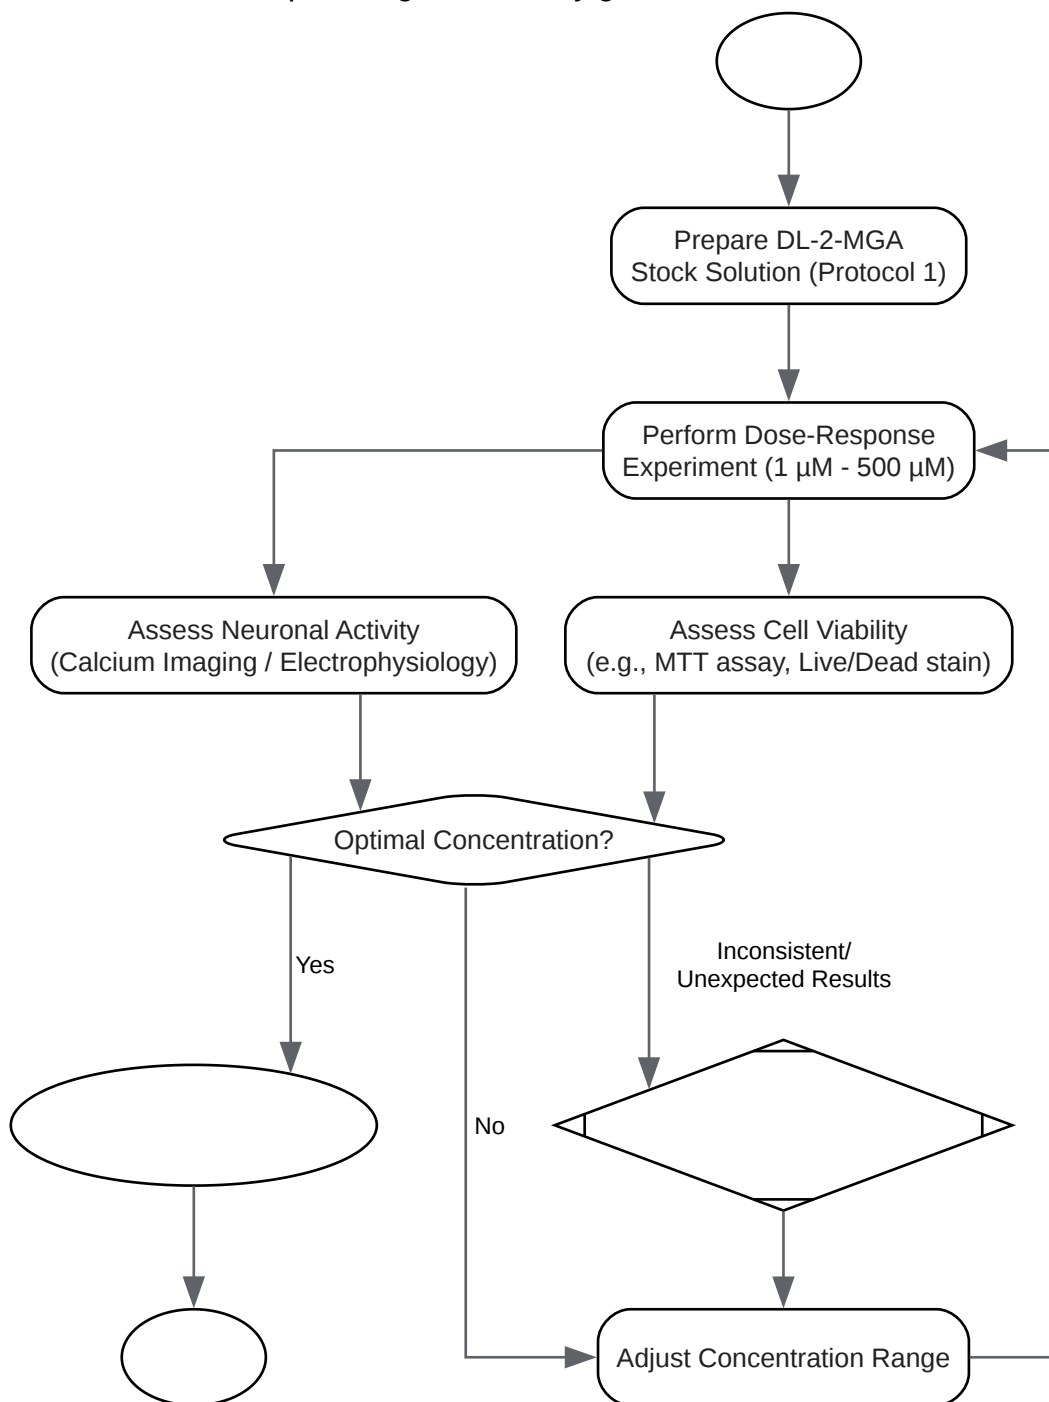 Prepare DL-2-MGA
Stock Solution (Protocol 1)
Perform Dose-Response
Experiment (1 µM - 500 µM)
Assess Neuronal Activity
(Calcium Imaging / Electrophysiology)
Assess Cell Viability
(e.g., MTT assay, Live/Dead stain)
Optimal Concentration?
Yes
Inconsistent/
Unexpected Results
No
Adjust Concentration Range